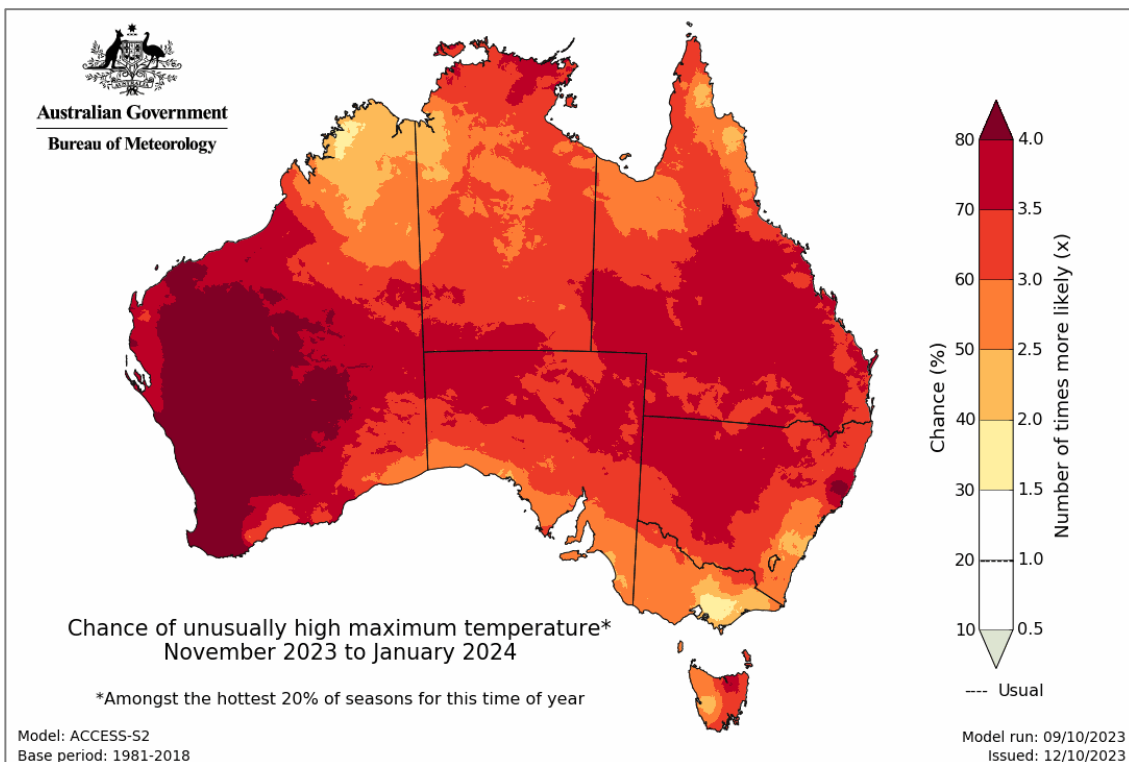 AUSTRALIA
Australian Government
Bureau of Meteorology
Chance of unusually high maximum temperature*
November 2023 to January 2024
*Amongst the hottest 20% of seasons for this time of year
Model: ACCESS-S2
Base period: 1981-2018
Chance (%)
80
70
60
50
40
30
20
10
4.0
3.5
3.0
2.5
2.0
1.5
1.0
0.5
Number of times more likely (x)
---- Usual
Model run: 09/10/2023
Issued: 12/10/2023